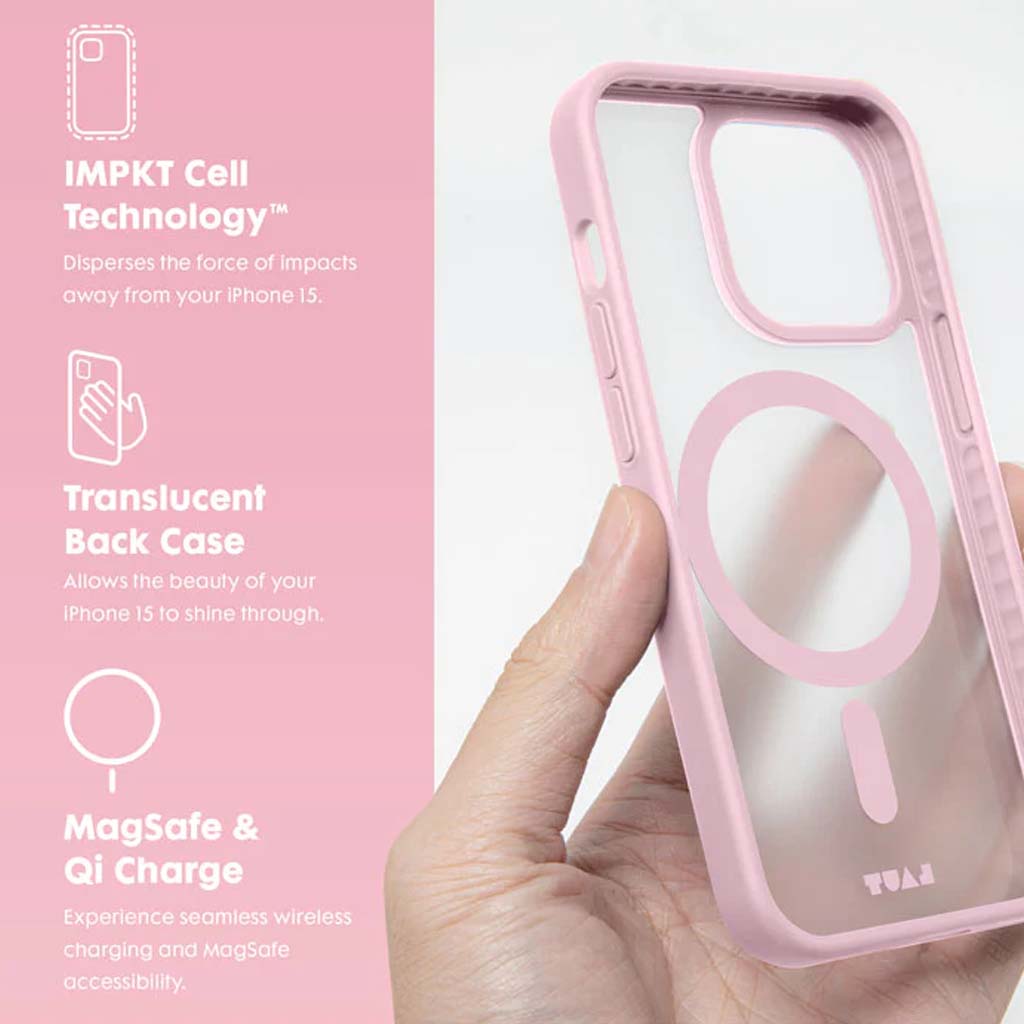 IMPKT Cell
Technology™
Disperses the force of impacts
away from your iPhone 15.
Translucent
Back Case
Allows the beauty of your
iPhone 15 to shine through.
MagSafe &
Qi Charge
Experience seamless wireless
charging and MagSafe
accessibility.
LAUT